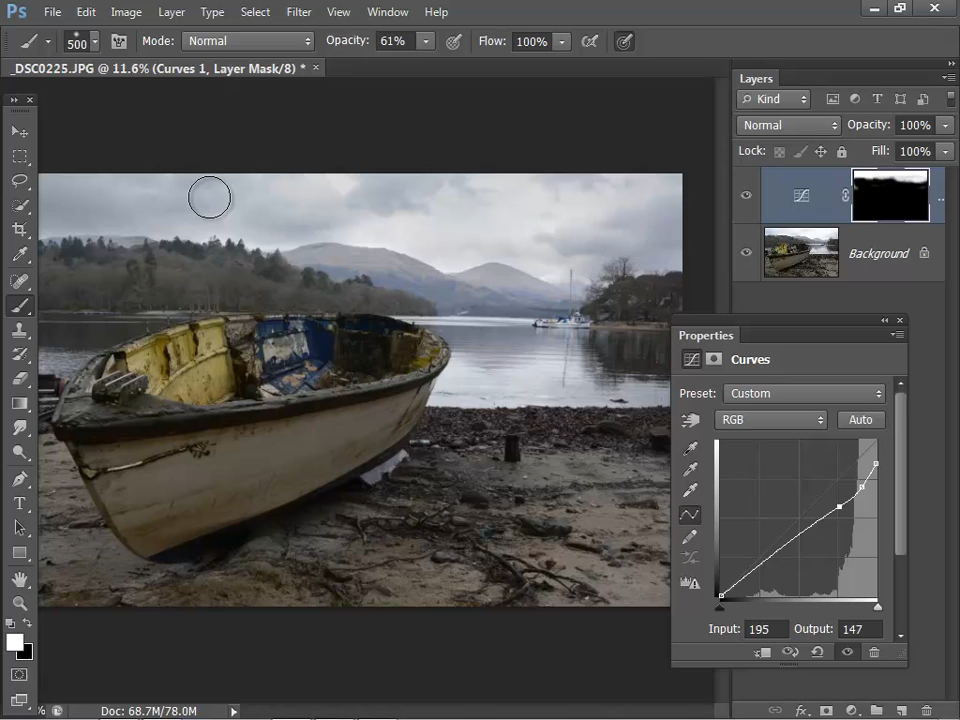 Ps File Edit Image Layer Type Select Filter View Window Help
500 Mode: Normal Opacity: 61% Flow: 100%
_DSC0225.JPG @ 11.6% (Curves 1, Layer Mask/8) * ×
Layers
Kind
Normal Opacity: 100%
Lock: Fill: 100%
Background
Properties
Curves
Preset: Custom
RGB Auto
Input: 195 Output: 147
% Doc: 68.7M/78.0M